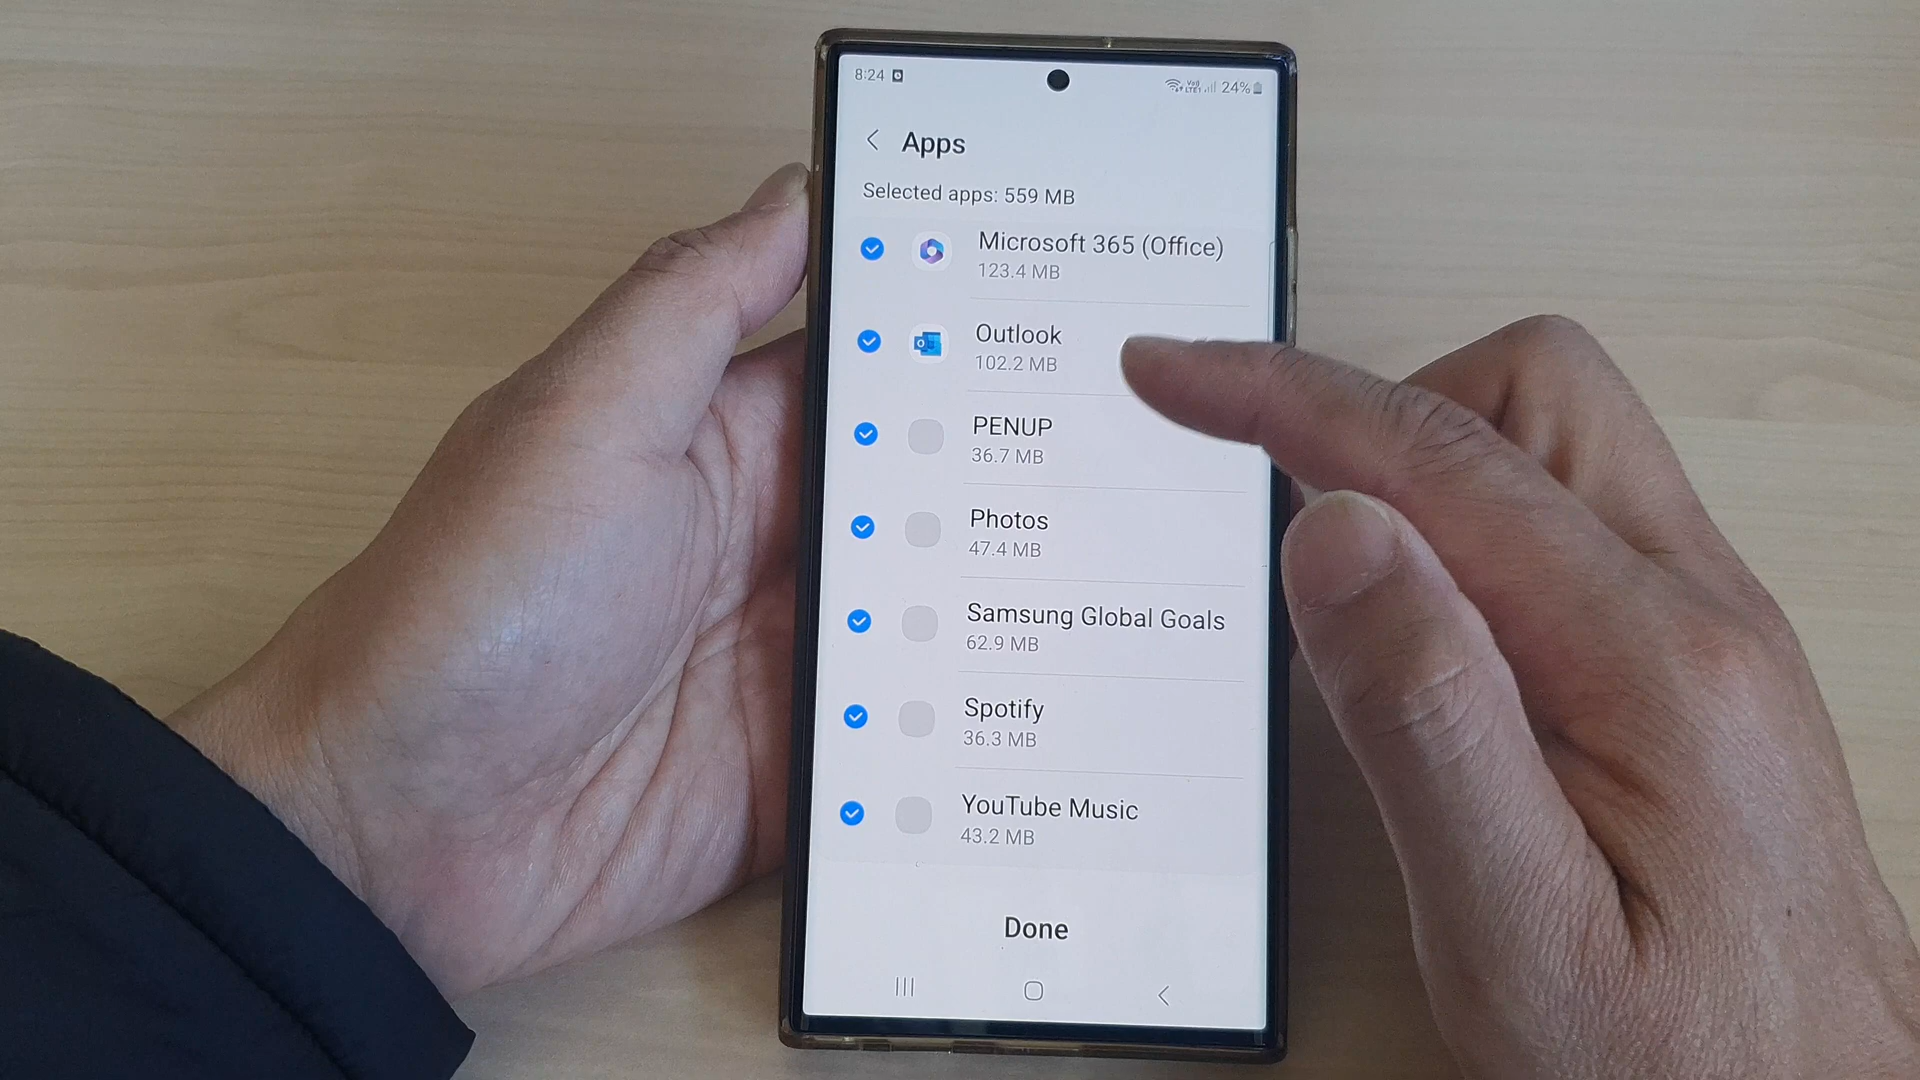 8:24 24%
Apps
Selected apps: 559 MB
Microsoft 365 (Office)
123.4 MB
Outlook
102.2 MB
PENUP
36.7 MB
Photos
47.4 MB
Samsung Global Goals
62.9 MB
Spotify
36.3 MB
YouTube Music
43.2 MB
Done